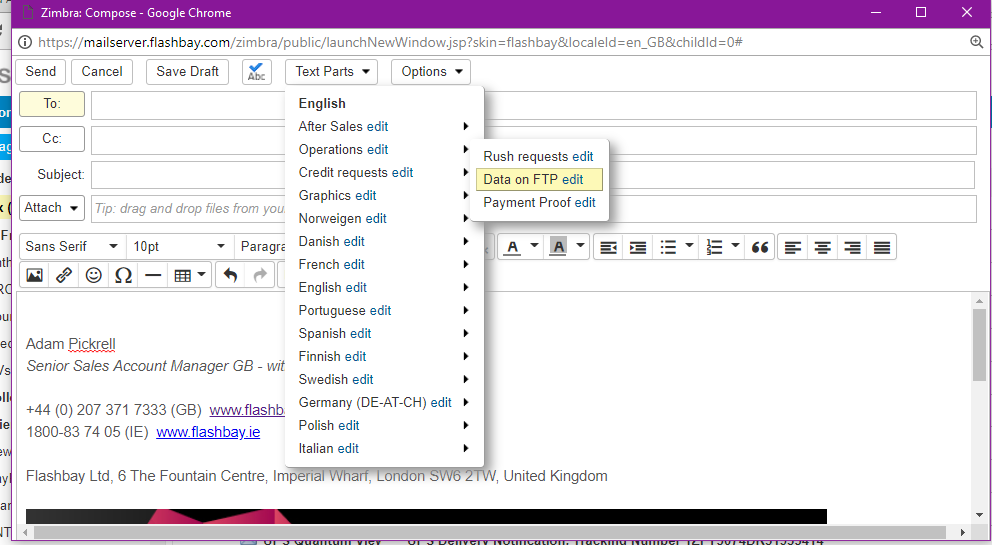 Zimbra: Compose - Google Chrome
https://mailserver.flashbay.com/zimbra/public/launchNewWindow.jsp?skin=flashbay&localeId=en_GB&childId=0#
Send Cancel Save Draft Abc Text Parts Options
To:
Cc:
Subject:
Attach Tip: drag and drop files from your
English
After Sales edit
Operations edit
Credit requests edit
Graphics edit
Norweigen edit
Danish edit
French edit
English edit
Portuguese edit
Spanish edit
Finnish edit
Swedish edit
Germany (DE-AT-CH) edit
Polish edit
Italian edit
Rush requests edit
Data on FTP edit
Payment Proof edit
Sans Serif 10pt Paragra A A
Adam Pickrell
Senior Sales Account Manager GB - wit
+44 (0) 207 371 7333 (GB) www.flashba
1800-83 74 05 (IE) www.flashbay.ie
Flashbay Ltd, 6 The Fountain Centre, Imperial Wharf, London SW6 2TW, United Kingdom